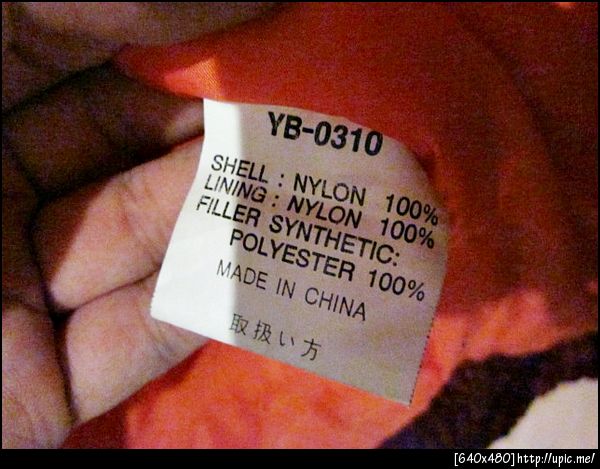 YB-0310
SHELL : NYLON 100%
LINING : NYLON 100%
FILLER SYNTHETIC:
POLYESTER 100%
MADE IN CHINA
取扱い方
[640x480]http://upic.me/